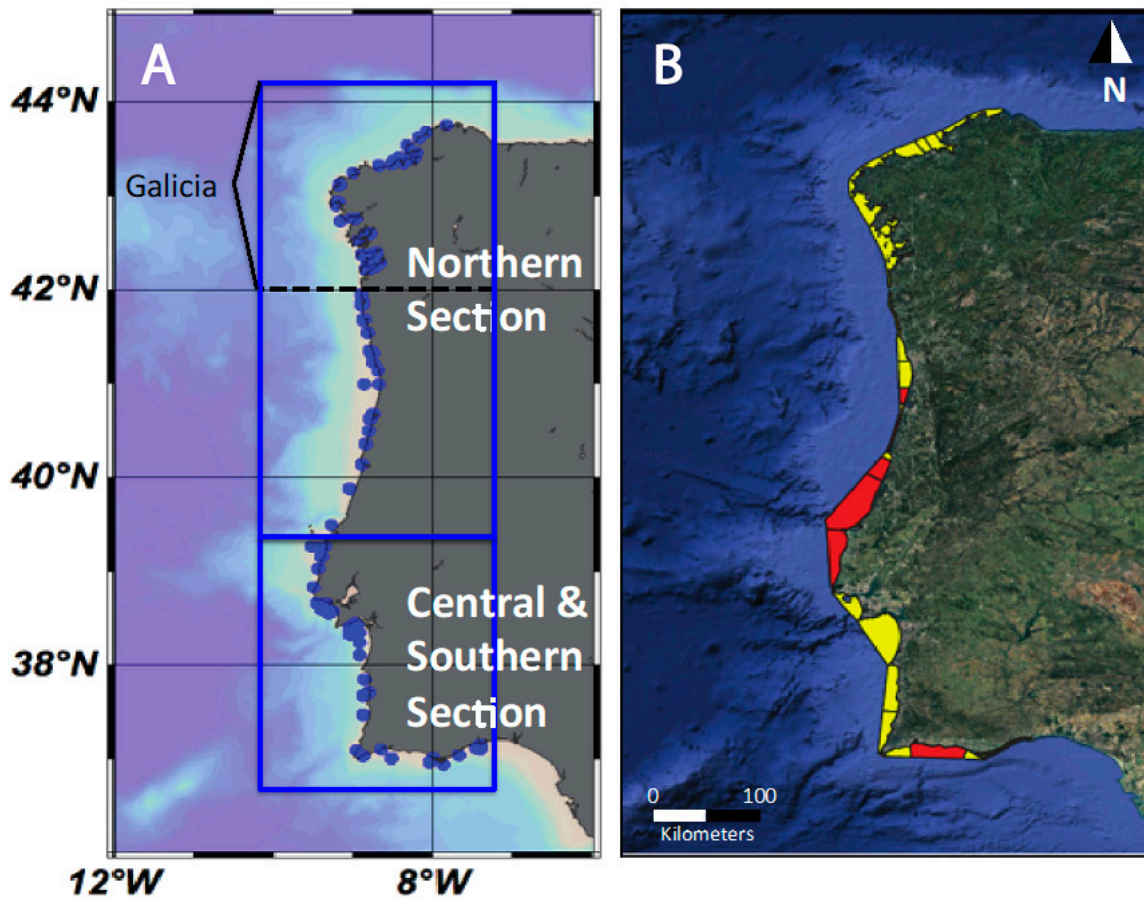 A
44°N
Galicia
42°N
Northern
Section
40°N
Central &
Southern
Section
38°N
12°W
8°W
B
N
0
100
Kilometers